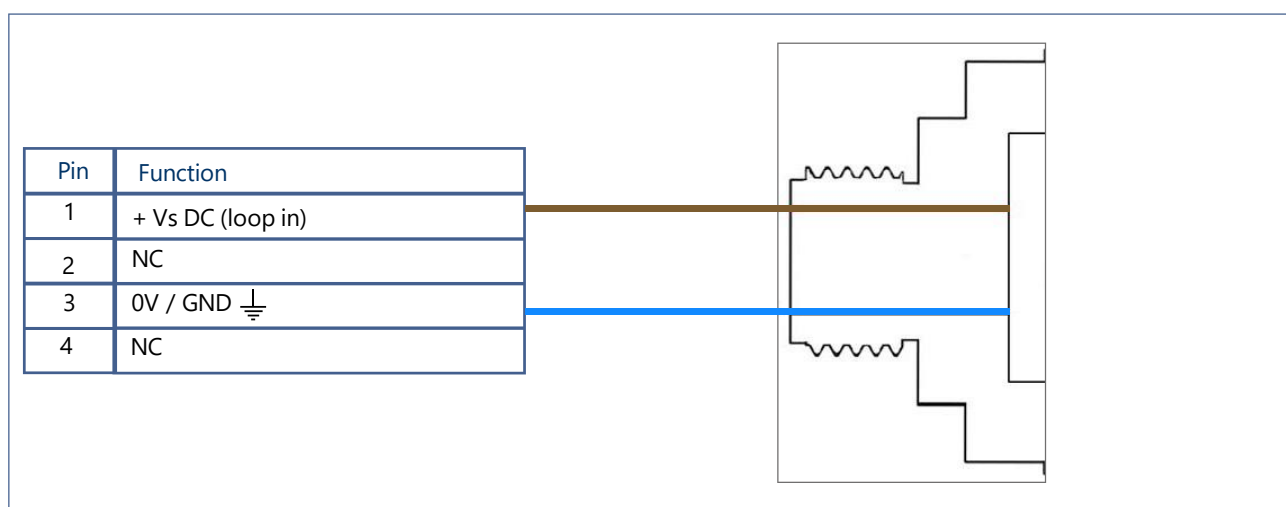 Pin Function
1 + Vs DC (loop in)
2 NC
3 0V / GND
4 NC